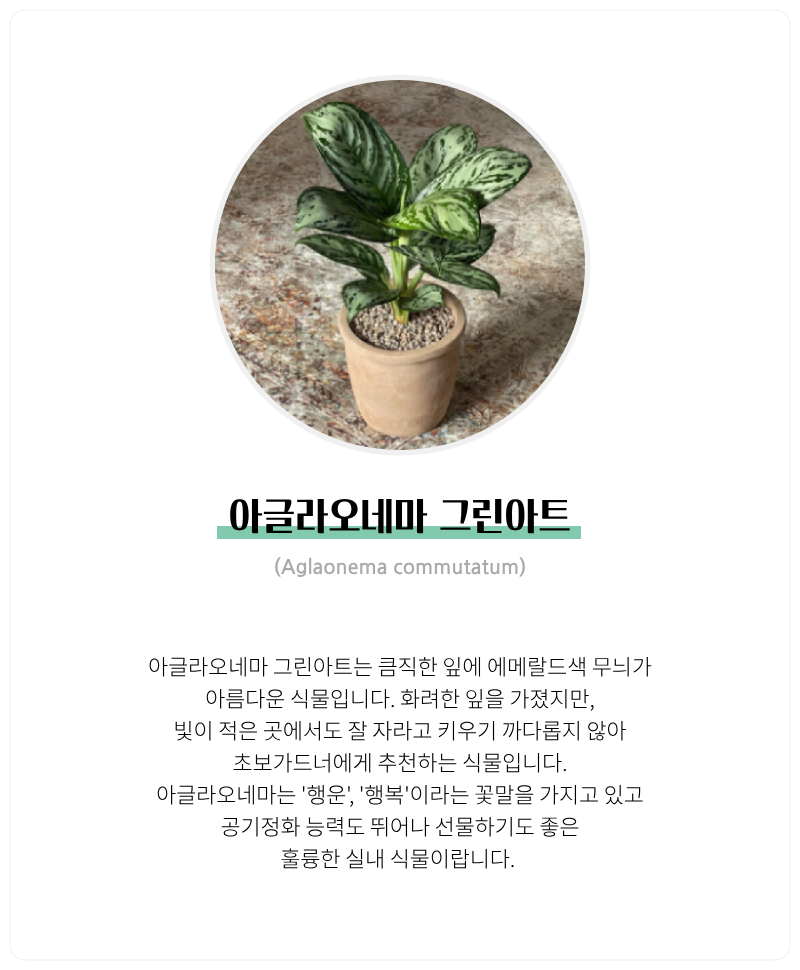 아글라오네마 그린아트
(Aglaonema commutatum)
아글라오네마 그린아트는 큼직한 잎에 에메랄드색 무늬가
아름다운 식물입니다. 화려한 잎을 가졌지만,
빛이 적은 곳에서도 잘 자라고 키우기 까다롭지 않아
초보가드너에게 추천하는 식물입니다.
아글라오네마는 '행운', '행복'이라는 꽃말을 가지고 있고
공기정화 능력도 뛰어나 선물하기도 좋은
훌륭한 실내 식물이랍니다.